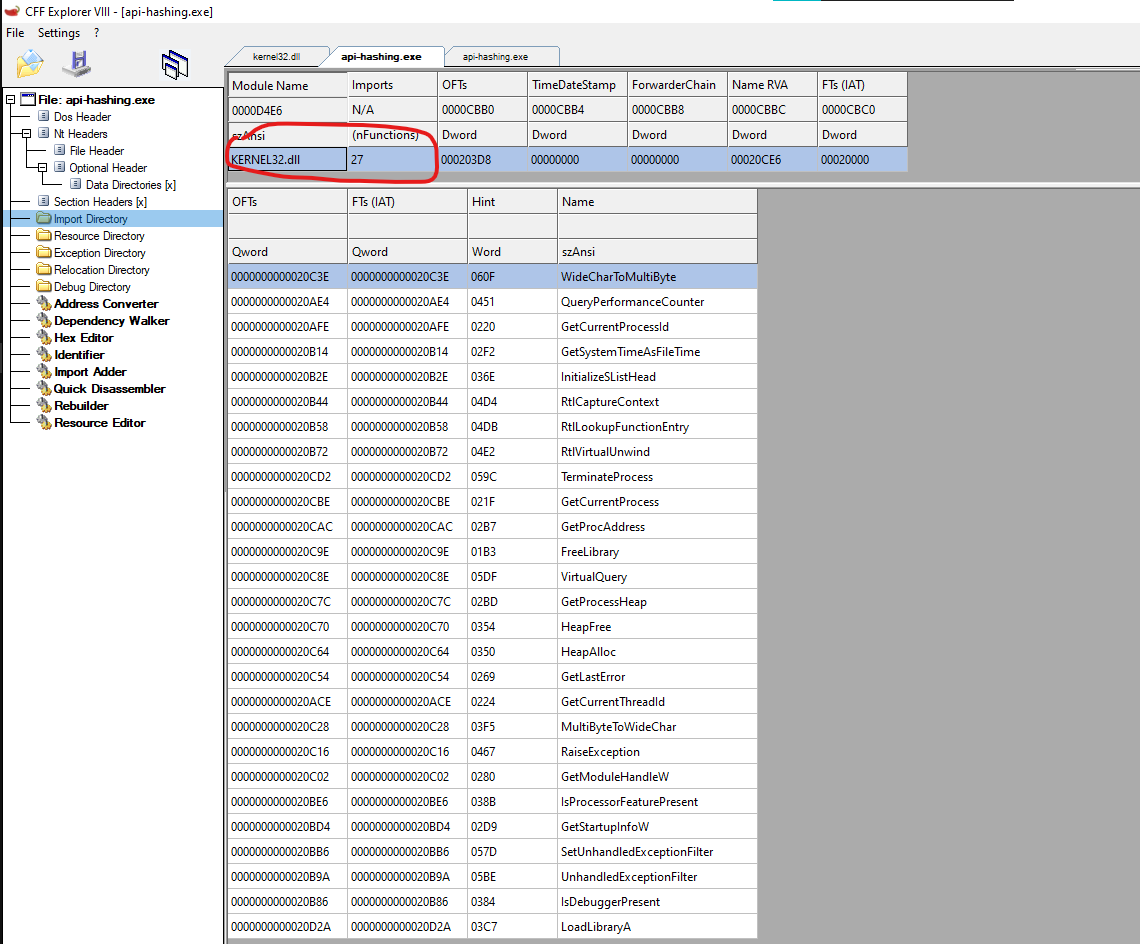 CFF Explorer VIII - [api-hashing.exe]
File Settings ?
kernel32.dll api-hashing.exe api-hashing.exe
File: api-hashing.exe
Dos Header
Nt Headers
File Header
Optional Header
Data Directories [x]
Section Headers [x]
Import Directory
Resource Directory
Exception Directory
Relocation Directory
Debug Directory
Address Converter
Dependency Walker
Hex Editor
Identifier
Import Adder
Quick Disassembler
Rebuilder
Resource Editor
Module Name Imports OFTs TimeDateStamp ForwarderChain Name RVA FTs (IAT)
0000D4E6 N/A 0000CBB0 0000CBB4 0000CBB8 0000CBBC 0000CBC0
szAnsi (nFunctions) Dword Dword Dword Dword Dword
KERNEL32.dll 27 000203D8 00000000 00000000 00020CE6 00020000
OFTs FTs (IAT) Hint Name
Qword Qword Word szAnsi
0000000000020C3E 0000000000020C3E 060F WideCharToMultiByte
0000000000020AE4 0000000000020AE4 0451 QueryPerformanceCounter
0000000000020AFE 0000000000020AFE 0220 GetCurrentProcessId
0000000000020B14 0000000000020B14 02F2 GetSystemTimeAsFileTime
0000000000020B2E 0000000000020B2E 036E InitializeSListHead
0000000000020B44 0000000000020B44 04D4 RtlCaptureContext
0000000000020B58 0000000000020B58 04DB RtlLookupFunctionEntry
0000000000020B72 0000000000020B72 04E2 RtlVirtualUnwind
0000000000020CD2 0000000000020CD2 059C TerminateProcess
0000000000020CBE 0000000000020CBE 021F GetCurrentProcess
0000000000020CAC 0000000000020CAC 02B7 GetProcAddress
0000000000020C9E 0000000000020C9E 01B3 FreeLibrary
0000000000020C8E 0000000000020C8E 05DF VirtualQuery
0000000000020C7C 0000000000020C7C 02BD GetProcessHeap
0000000000020C70 0000000000020C70 0354 HeapFree
0000000000020C64 0000000000020C64 0350 HeapAlloc
0000000000020C54 0000000000020C54 0269 GetLastError
0000000000020ACE 0000000000020ACE 0224 GetCurrentThreadId
0000000000020C28 0000000000020C28 03F5 MultiByteToWideChar
0000000000020C16 0000000000020C16 0467 RaiseException
0000000000020C02 0000000000020C02 0280 GetModuleHandleW
0000000000020BE6 0000000000020BE6 038B IsProcessorFeaturePresent
0000000000020BD4 0000000000020BD4 02D9 GetStartupInfoW
0000000000020BB6 0000000000020BB6 057D SetUnhandledExceptionFilter
0000000000020B9A 0000000000020B9A 05BE UnhandledExceptionFilter
0000000000020B86 0000000000020B86 0384 IsDebuggerPresent
0000000000020D2A 0000000000020D2A 03C7 LoadLibraryA